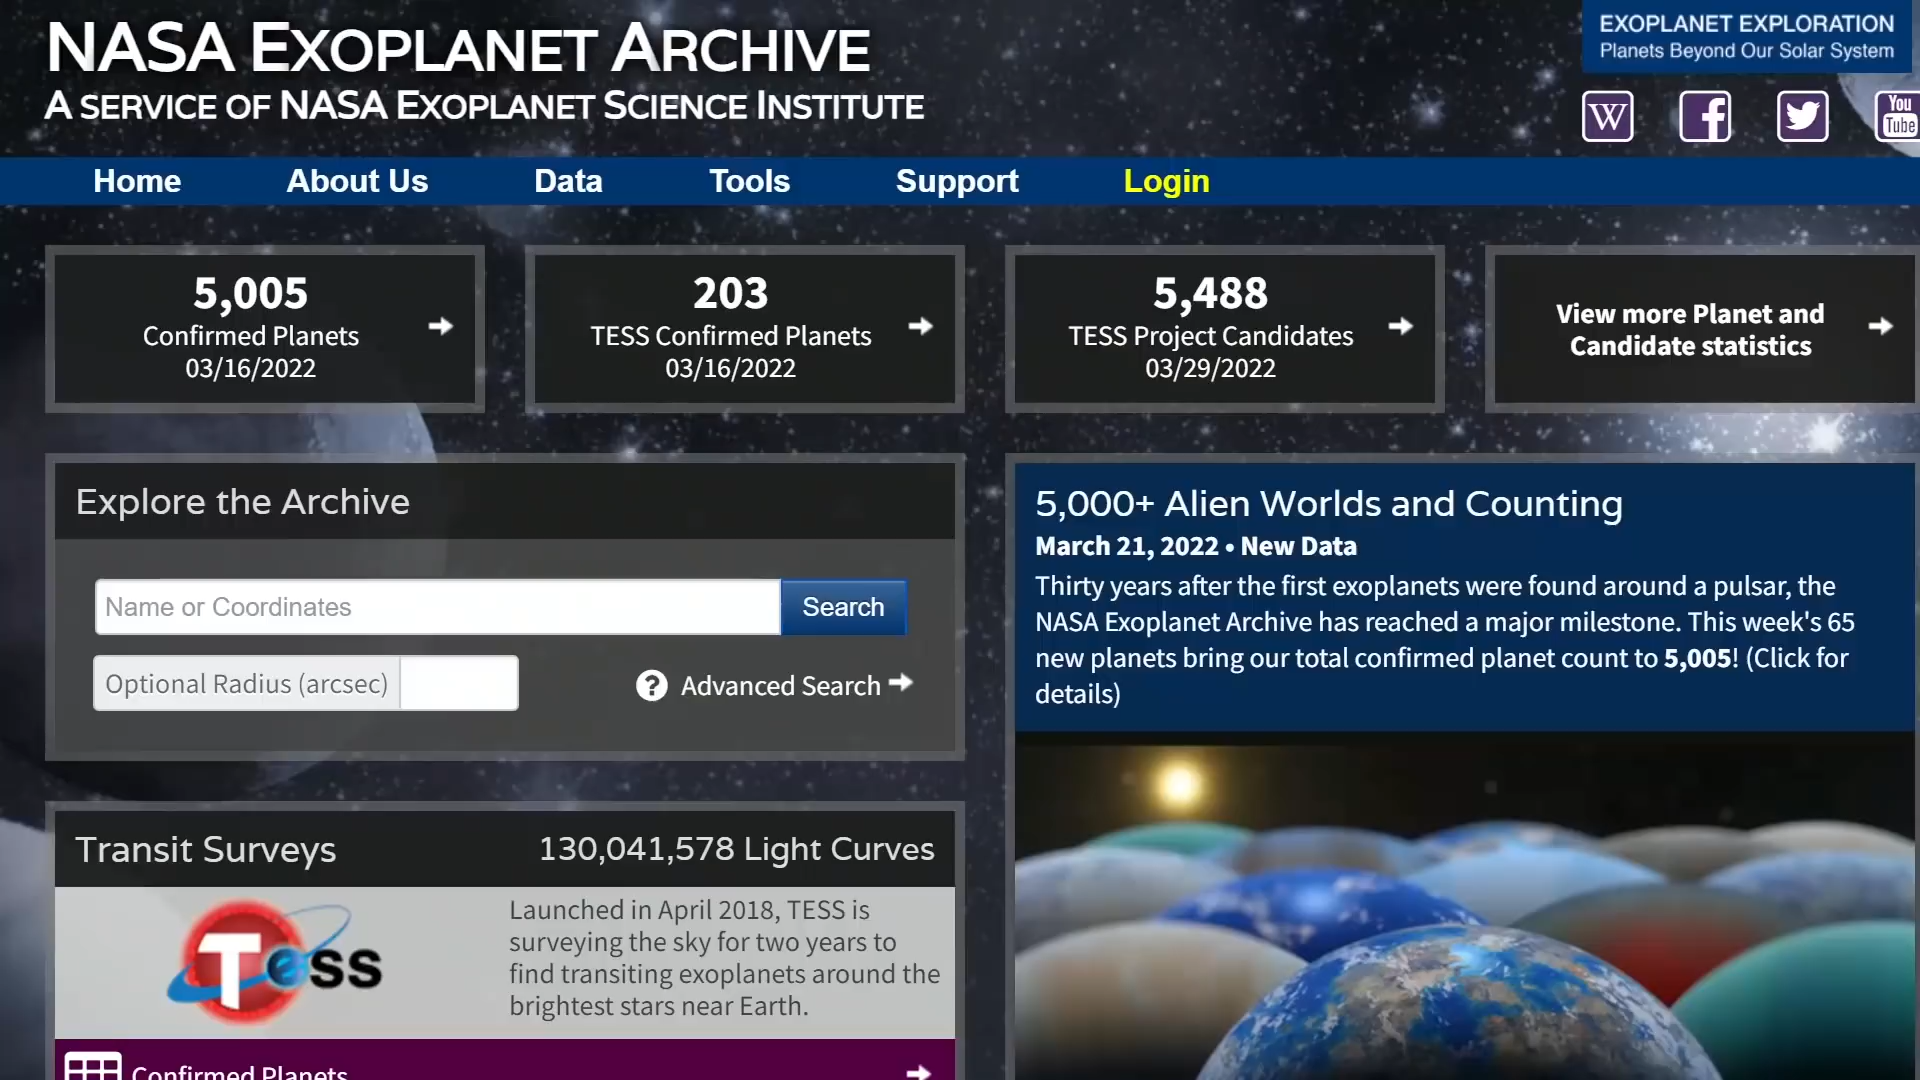 NASA EXOPLANET ARCHIVE
A SERVICE OF NASA EXOPLANET SCIENCE INSTITUTE
EXOPLANET EXPLORATION
Planets Beyond Our Solar System
W
f
You
Tube
Home About Us Data Tools Support Login
5,005
Confirmed Planets
03/16/2022
203
TESS Confirmed Planets
03/16/2022
5,488
TESS Project Candidates
03/29/2022
View more Planet and
Candidate statistics
Explore the Archive
Name or Coordinates
Search
Optional Radius (arcsec)
? Advanced Search
5,000+ Alien Worlds and Counting
March 21, 2022 • New Data
Thirty years after the first exoplanets were found around a pulsar, the
NASA Exoplanet Archive has reached a major milestone. This week's 65
new planets bring our total confirmed planet count to 5,005! (Click for
details)
Transit Surveys 130,041,578 Light Curves
Tess
Launched in April 2018, TESS is
surveying the sky for two years to
find transiting exoplanets around the
brightest stars near Earth.
Confirmed Planets